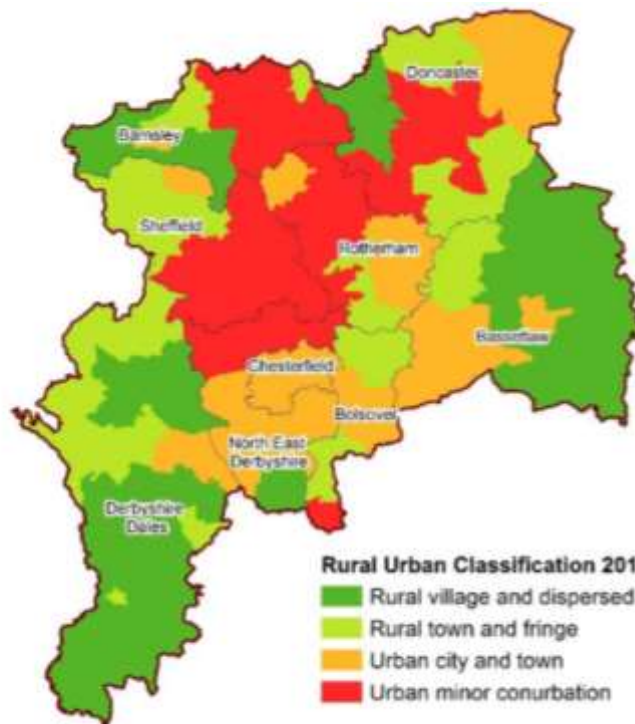 Doncaster
Barnsley
Sheffield
Rotherham
Bassetlaw
Chesterfield
Bolsover
North East
Derbyshire
Derbyshire
Dales
Rural Urban Classification 201
Rural village and dispersed
Rural town and fringe
Urban city and town
Urban minor conurbation